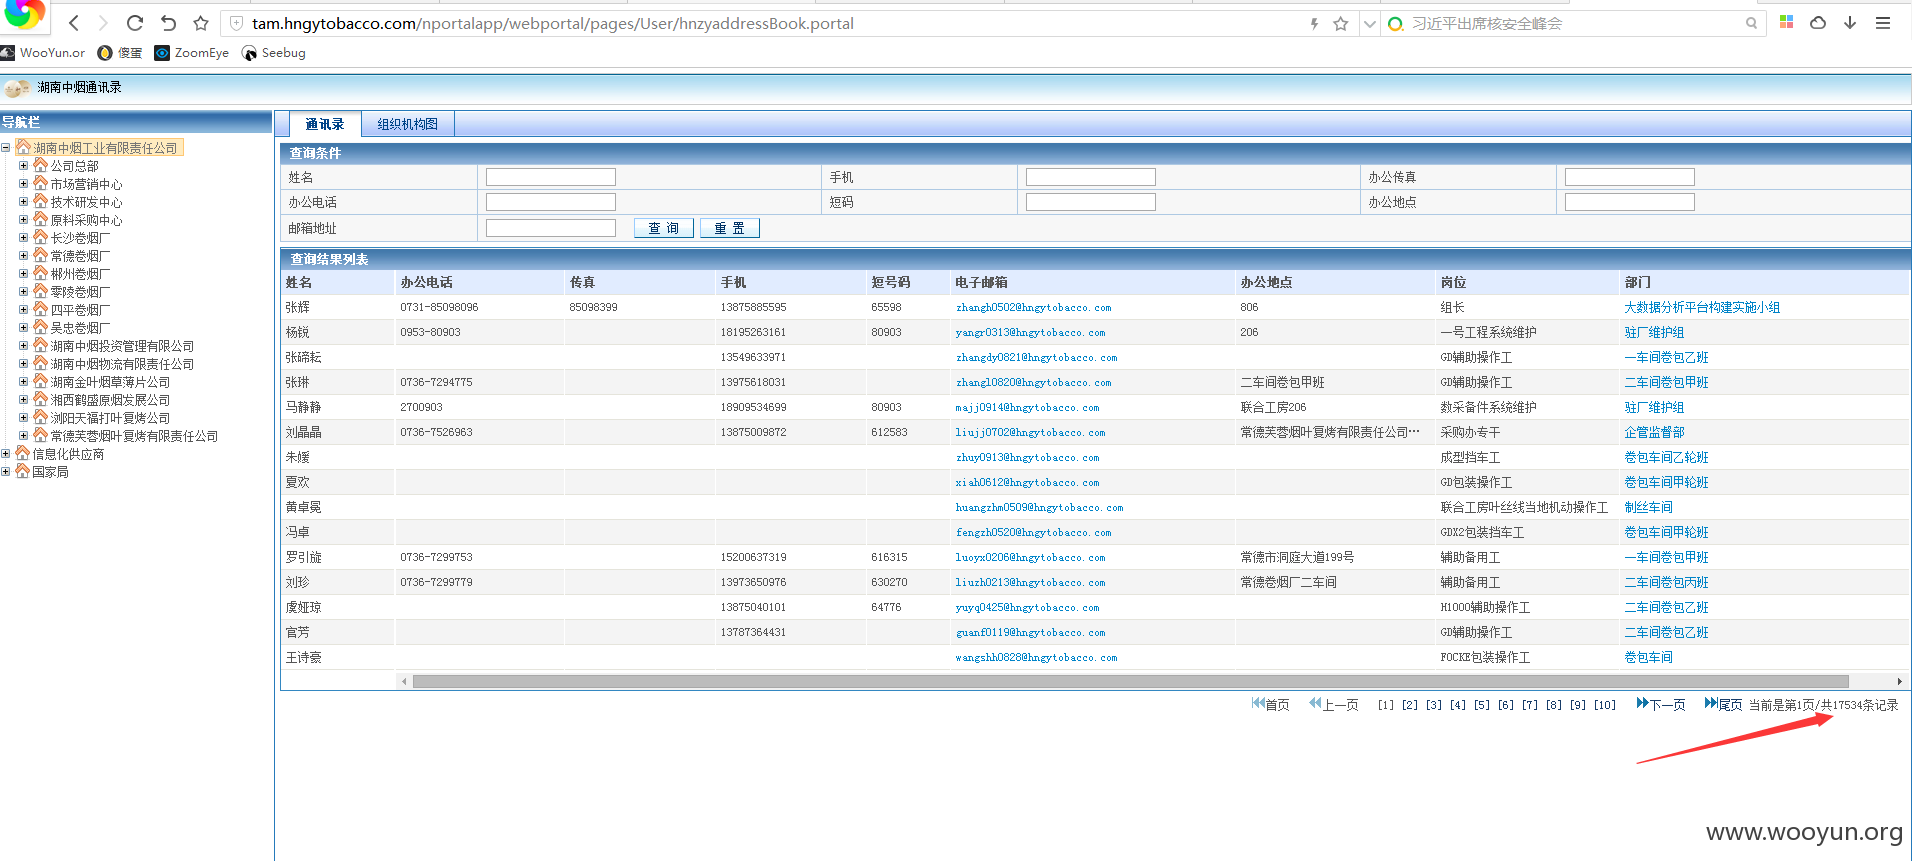 tam.hngytobacco.com/nportalapp/webportal/pages/User/hnzyaddressBook.portal
习近平出席核安全峰会
WooYun.or 傻蛋 ZoomEye Seebug
湖南中烟通讯录
导航栏
湖南中烟工业有限责任公司
公司总部
市场营销中心
技术研发中心
原料采购中心
长沙卷烟厂
常德卷烟厂
郴州卷烟厂
零陵卷烟厂
四平卷烟厂
吴忠卷烟厂
湖南中烟投资管理有限公司
湖南中烟物流有限责任公司
湖南金叶烟草薄片公司
湘西鹤盛原烟发展公司
浏阳天福打叶复烤公司
常德芙蓉烟叶复烤有限责任公司
信息化供应商
国家局
通讯录 组织机构图
查询条件
姓名 手机 办公传真
办公电话 短码 办公地点
邮箱地址 查 询 重 置
查询结果列表
姓名 办公电话 传真 手机 短号码 电子邮箱 办公地点 岗位 部门
张辉 0731-85098096 85098399 13875885595 65598 zhangh0502@hngytobacco.com 806 组长 大数据分析平台构建实施小组
杨锐 0953-80903 18195263161 80903 yangr0313@hngytobacco.com 206 一号工程系统维护 驻厂维护组
张碲耘 13549633971 zhangdy0821@hngytobacco.com GD辅助操作工 一车间卷包乙班
张琳 0736-7294775 13975618031 zhangl0820@hngytobacco.com 二车间卷包甲班 GD辅助操作工 二车间卷包甲班
马静静 2700903 18909534699 80903 majj0914@hngytobacco.com 联合工房206 数采备件系统维护 驻厂维护组
刘晶晶 0736-7526963 13875009872 612583 liujj0702@hngytobacco.com 常德芙蓉烟叶复烤有限责任公司… 采购办专干 企管监督部
朱媛 zhuy0913@hngytobacco.com 成型挡车工 卷包车间乙轮班
夏欢 xiah0612@hngytobacco.com GD包装操作工 卷包车间甲轮班
黄卓冕 huangzhm0509@hngytobacco.com 联合工房叶丝线当地机动操作工 制丝车间
冯卓 fengzh0520@hngytobacco.com GDX2包装挡车工 卷包车间甲轮班
罗引旋 0736-7299753 15200637319 616315 luoyx0206@hngytobacco.com 常德市洞庭大道199号 辅助备用工 一车间卷包甲班
刘珍 0736-7299779 13973650976 630270 liuzh0213@hngytobacco.com 常德卷烟厂二车间 辅助备用工 二车间卷包丙班
虞娅琼 13875040101 64776 yuyq0425@hngytobacco.com H1000辅助操作工 二车间卷包乙班
官芳 13787364431 guanf0119@hngytobacco.com GD辅助操作工 二车间卷包乙班
王诗豪 wangshh0828@hngytobacco.com FOCKE包装操作工 卷包车间
首页 上一页 [1] [2] [3] [4] [5] [6] [7] [8] [9] [10] 下一页 尾页 当前是第1页/共17534条记录
www.wooyun.org